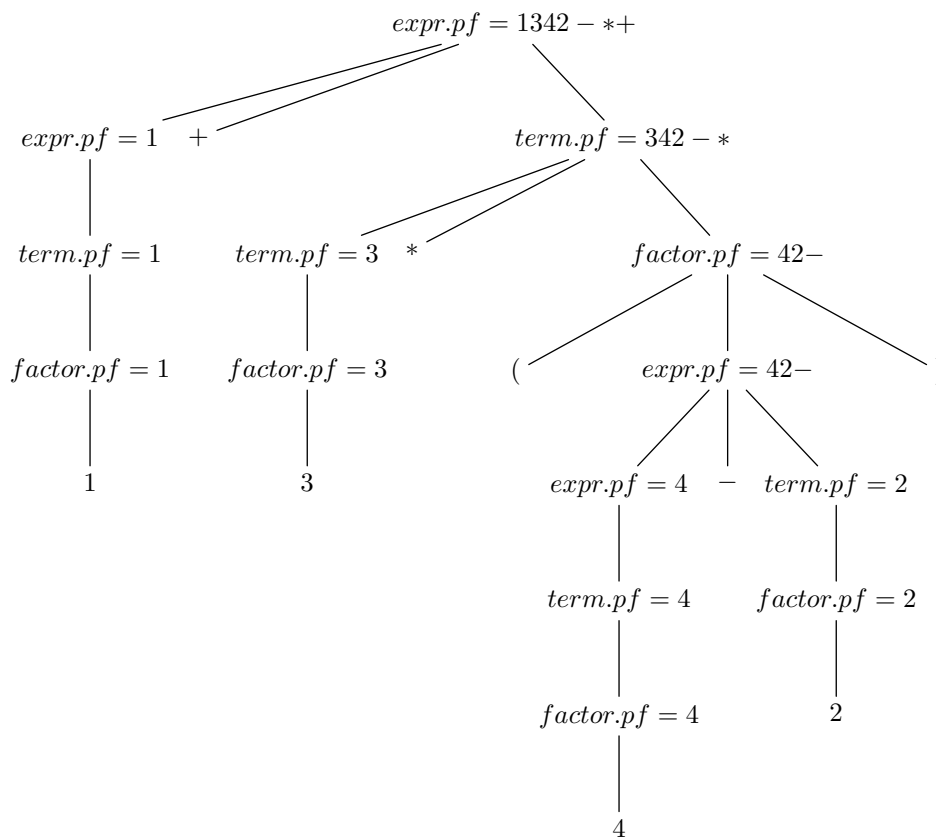 expr.pf = 1342 − ∗+
expr.pf = 1 + term.pf = 342 − ∗
term.pf = 1 term.pf = 3 * factor.pf = 42−
factor.pf = 1 factor.pf = 3 ( expr.pf = 42−
1 3 expr.pf = 4 − term.pf = 2
term.pf = 4 factor.pf = 2
factor.pf = 4 2
4